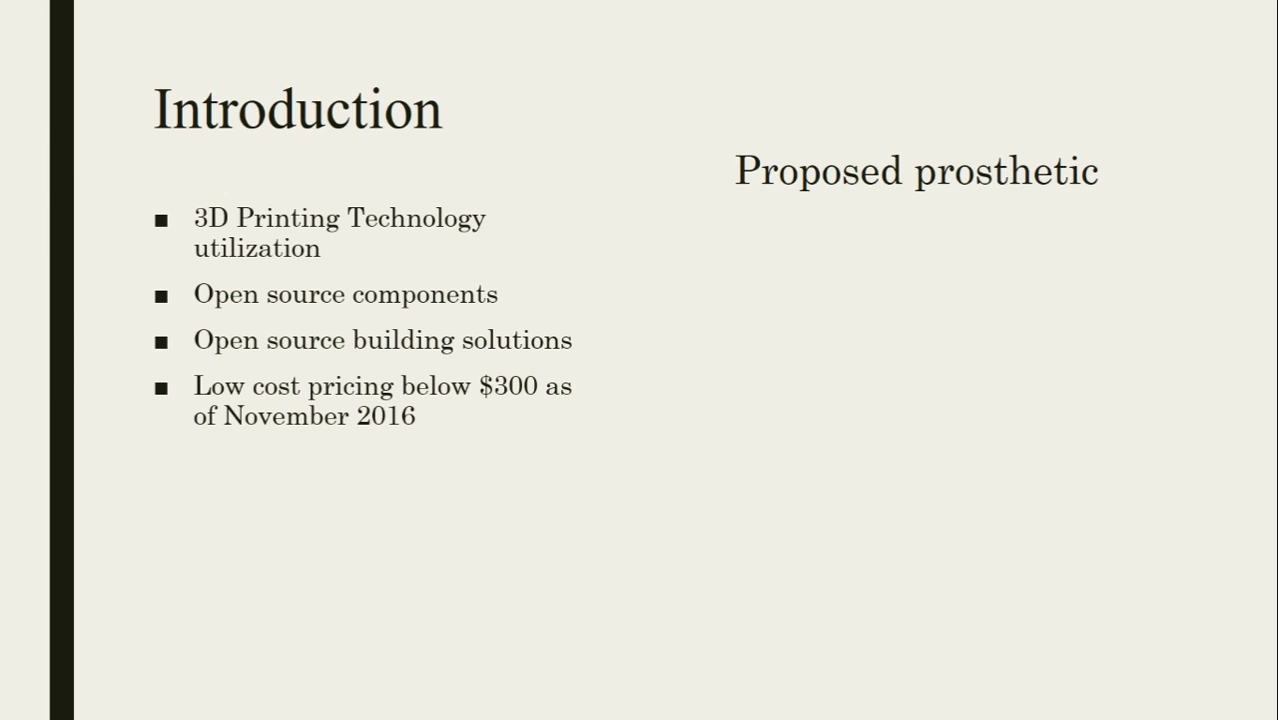 Introduction
Proposed prosthetic
■ 3D Printing Technology
utilization
■ Open source components
■ Open source building solutions
■ Low cost pricing below $300 as
of November 2016